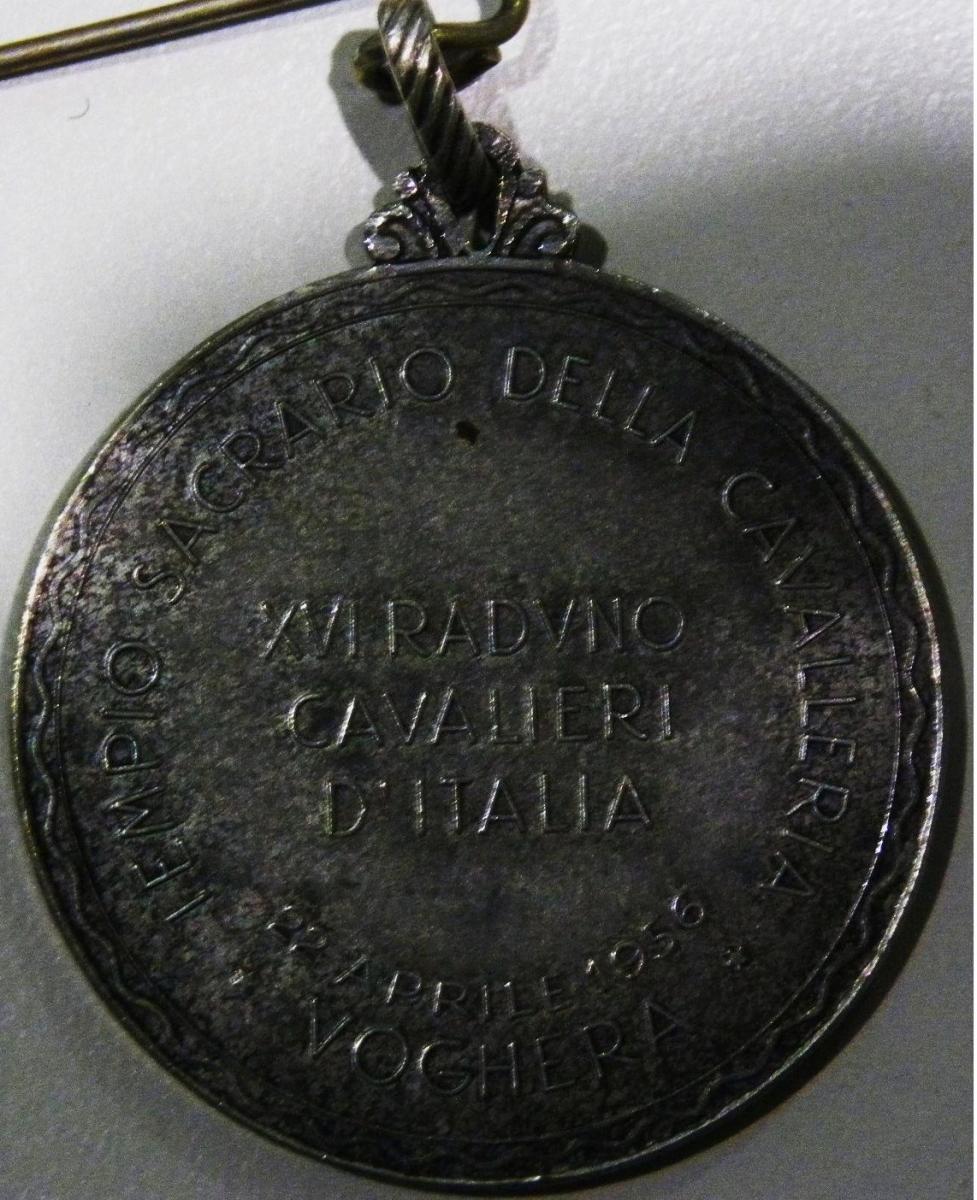 TEMPIO SACRARIO DELLA CAVALLERIA
XVI RADVNO
CAVALIERI
D'ITALIA
22 APRILE 1956
VOGHERA